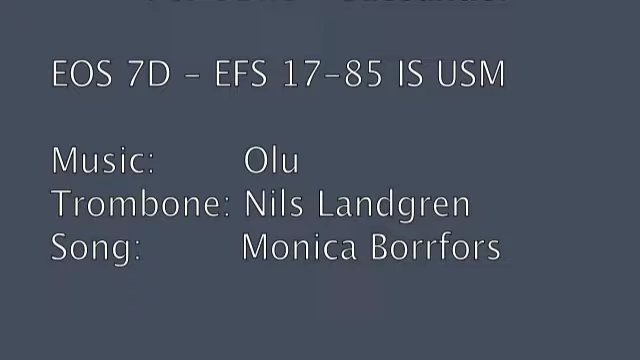 EOS 7D – EFS 17–85 IS USM
Music: Olu
Trombone: Nils Landgren
Song: Monica Borrfors